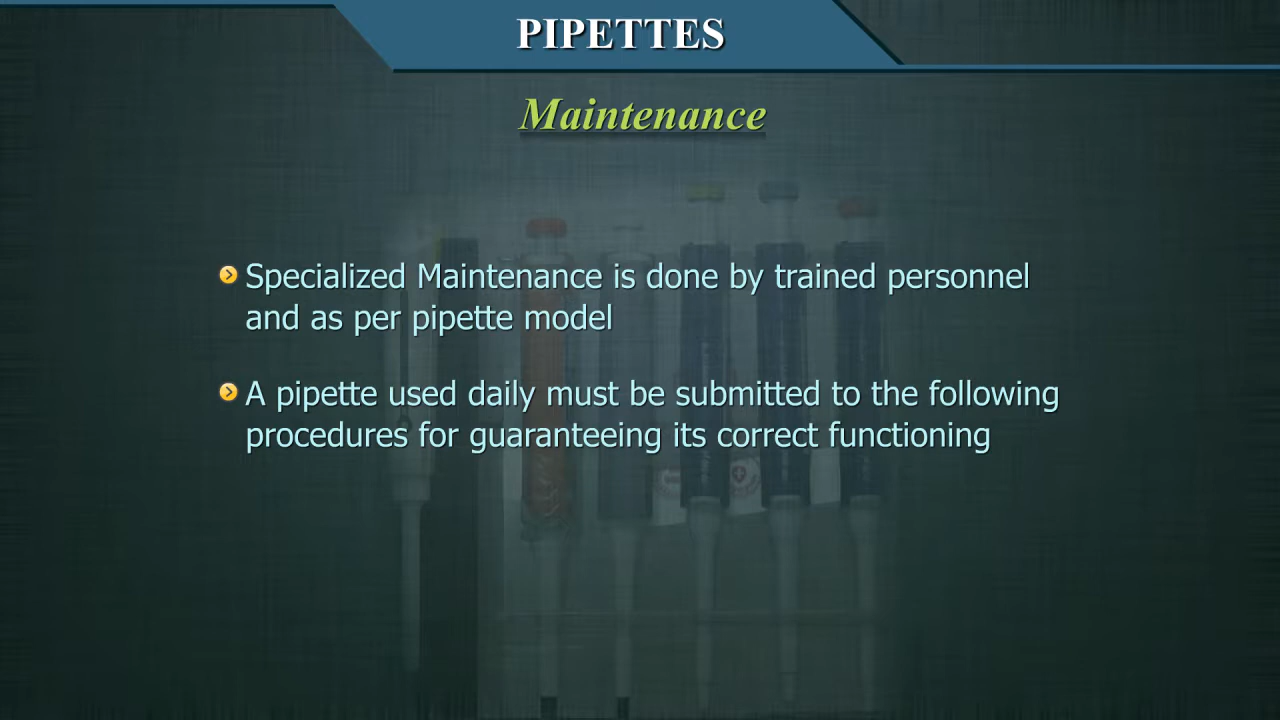 PIPETTES
Maintenance
Specialized Maintenance is done by trained personnel
and as per pipette model
A pipette used daily must be submitted to the following
procedures for guaranteeing its correct functioning